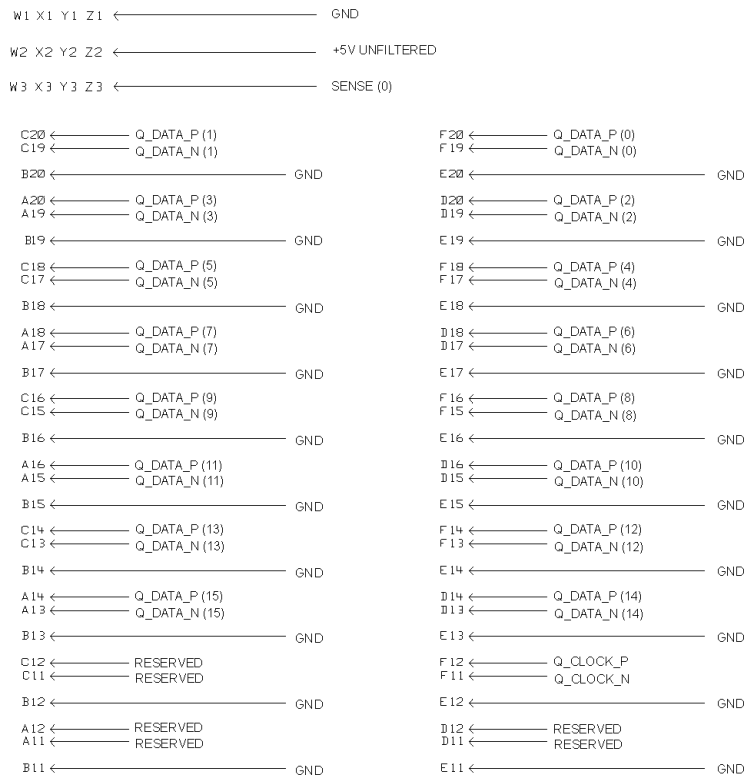 W1 X1 Y1 Z1 GND
W2 X2 Y2 Z2 +5V UNFILTERED
W3 X3 Y3 Z3 SENSE (0)
C20 Q_DATA_P (1)
C19 Q_DATA_N (1)
B20 GND
A20 Q_DATA_P (3)
A19 Q_DATA_N (3)
B19 GND
C18 Q_DATA_P (5)
C17 Q_DATA_N (5)
B18 GND
A18 Q_DATA_P (7)
A17 Q_DATA_N (7)
B17 GND
C16 Q_DATA_P (9)
C15 Q_DATA_N (9)
B16 GND
A16 Q_DATA_P (11)
A15 Q_DATA_N (11)
B15 GND
C14 Q_DATA_P (13)
C13 Q_DATA_N (13)
B14 GND
A14 Q_DATA_P (15)
A13 Q_DATA_N (15)
B13 GND
C12 RESERVED
C11 RESERVED
B12 GND
A12 RESERVED
A11 RESERVED
B11 GND
F20 Q_DATA_P (0)
F19 Q_DATA_N (0)
E20 GND
D20 Q_DATA_P (2)
D19 Q_DATA_N (2)
E19 GND
F18 Q_DATA_P (4)
F17 Q_DATA_N (4)
E18 GND
D18 Q_DATA_P (6)
D17 Q_DATA_N (6)
E17 GND
F16 Q_DATA_P (8)
F15 Q_DATA_N (8)
E16 GND
D16 Q_DATA_P (10)
D15 Q_DATA_N (10)
E15 GND
F14 Q_DATA_P (12)
F13 Q_DATA_N (12)
E14 GND
D14 Q_DATA_P (14)
D13 Q_DATA_N (14)
E13 GND
F12 Q_CLOCK_P
F11 Q_CLOCK_N
E12 GND
D12 RESERVED
D11 RESERVED
E11 GND